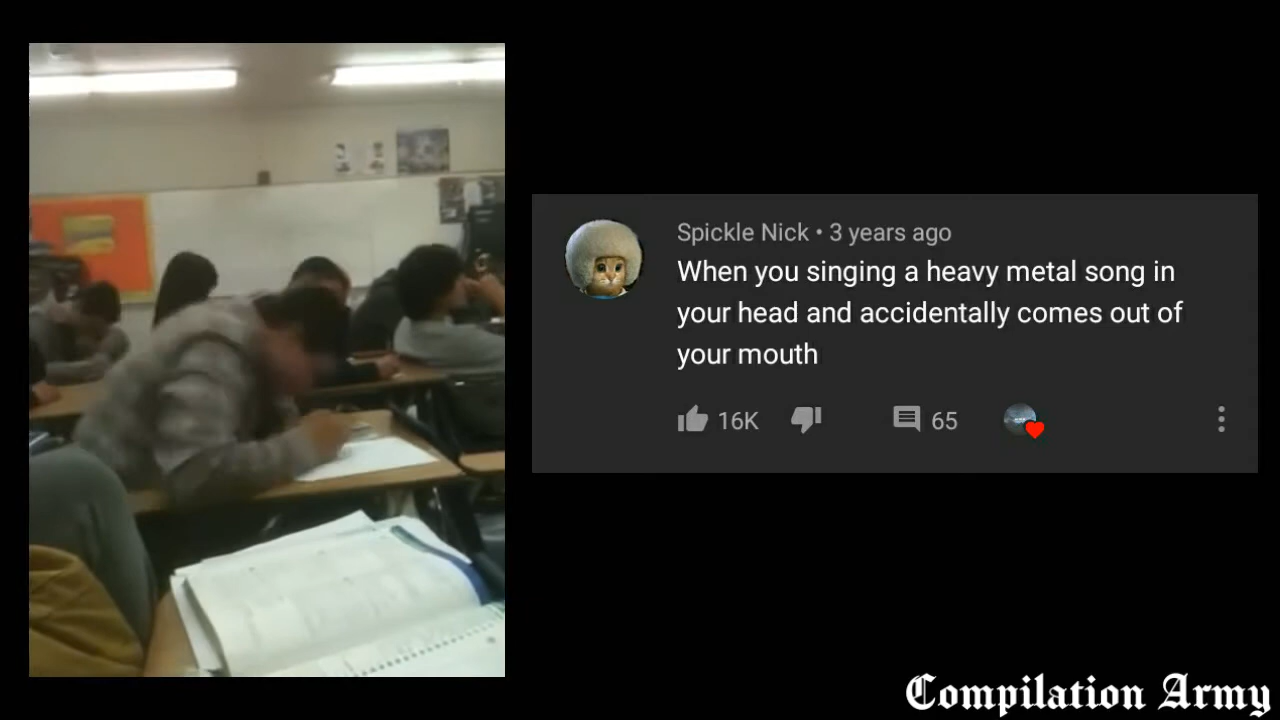 Spickle Nick • 3 years ago
When you singing a heavy metal song in
your head and accidentally comes out of
your mouth
16K
65
Compilation Army